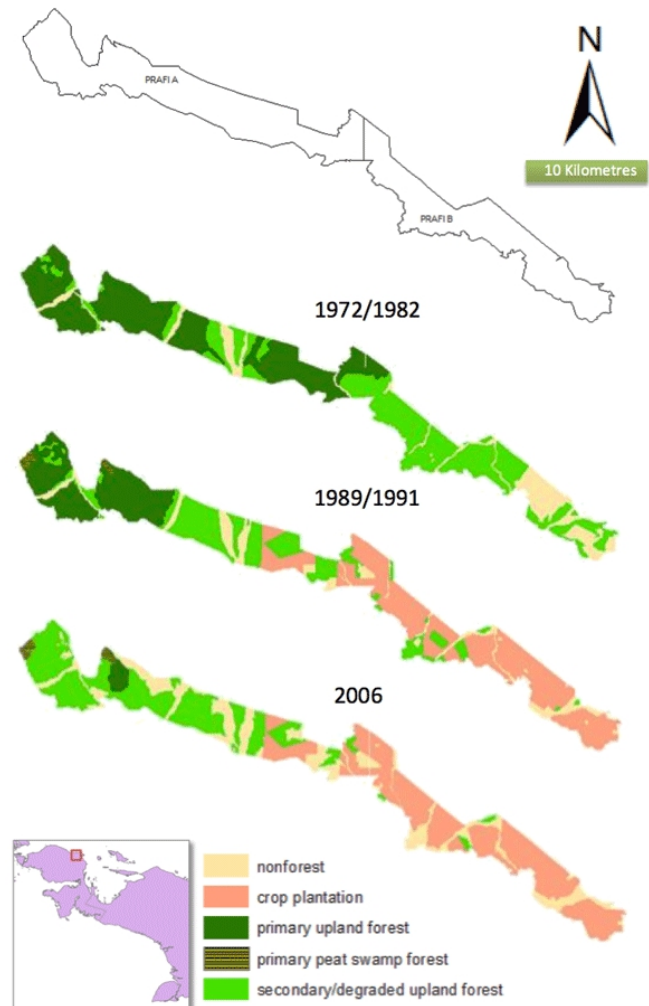 N
PRAFI A
10 Kilometres
PRAFI B
1972/1982
1989/1991
2006
nonforest
crop plantation
primary upland forest
primary peat swamp forest
secondary/degraded upland forest